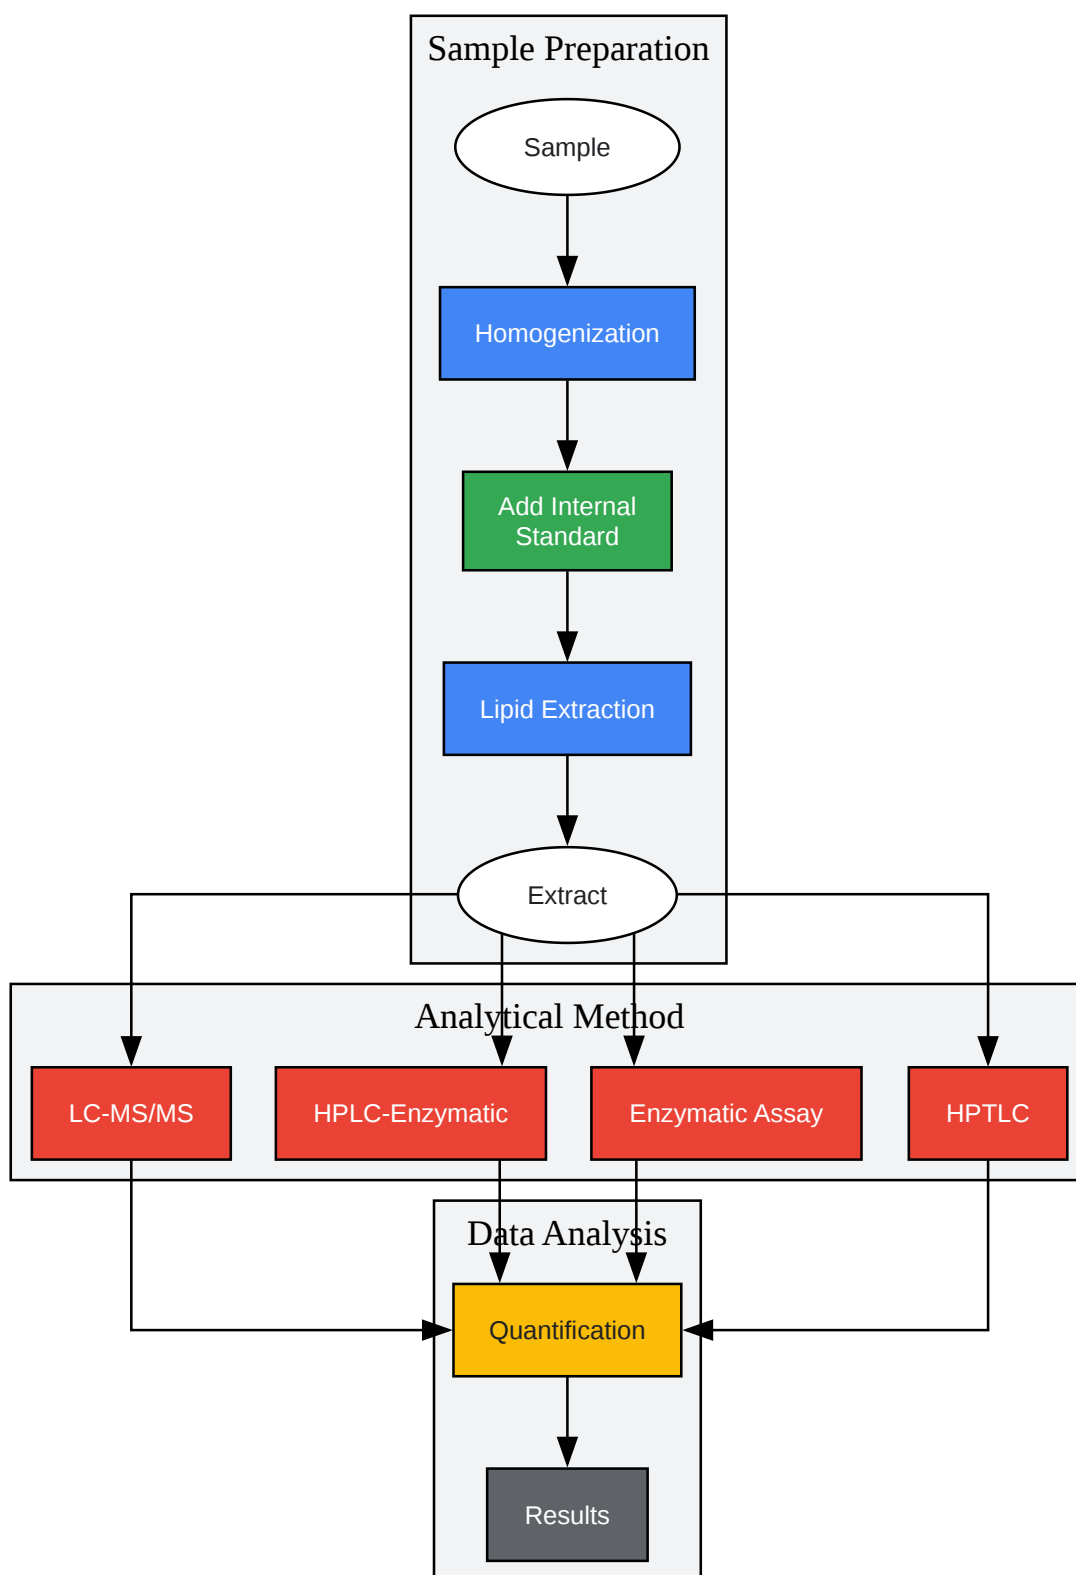 Sample Preparation
Sample
Homogenization
Add Internal
Standard
Lipid Extraction
Extract
Analytical Method
LC-MS/MS
HPLC-Enzymatic
Enzymatic Assay
HPTLC
Data Analysis
Quantification
Results